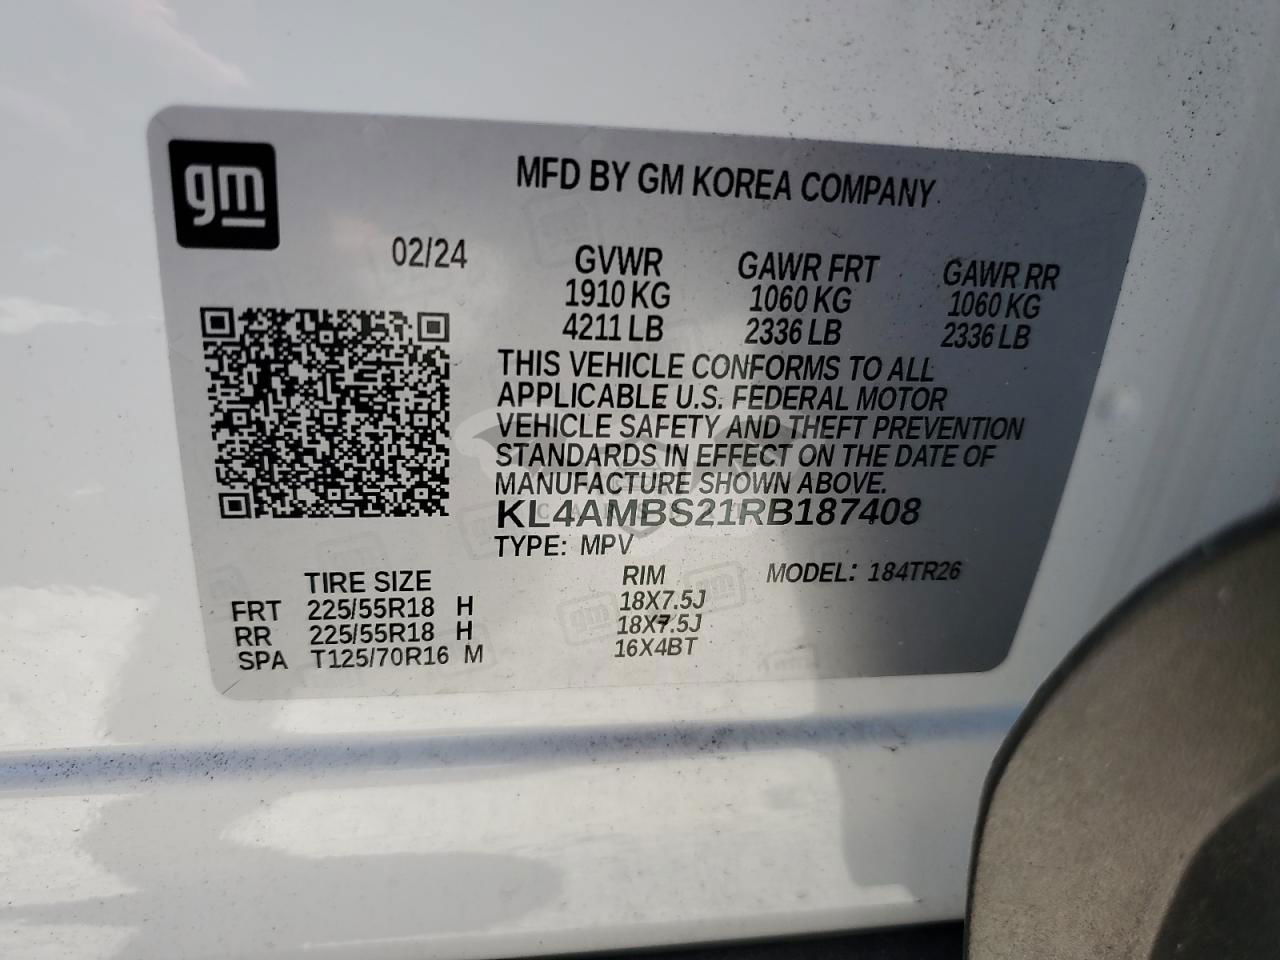 gm
MFD BY GM KOREA COMPANY
02/24
GVWR GAWR FRT GAWR RR
1910 KG 1060 KG 1060 KG
4211 LB 2336 LB 2336 LB
THIS VEHICLE CONFORMS TO ALL
APPLICABLE U.S. FEDERAL MOTOR
VEHICLE SAFETY AND THEFT PREVENTION
STANDARDS IN EFFECT ON THE DATE OF
MANUFACTURE SHOWN ABOVE.
KL4AMBS21RB187408
TYPE: MPV
TIRE SIZE RIM MODEL: 184TR26
FRT 225/55R18 H 18X7.5J
RR 225/55R18 H 18X7.5J
SPA T125/70R16 M 16X4BT